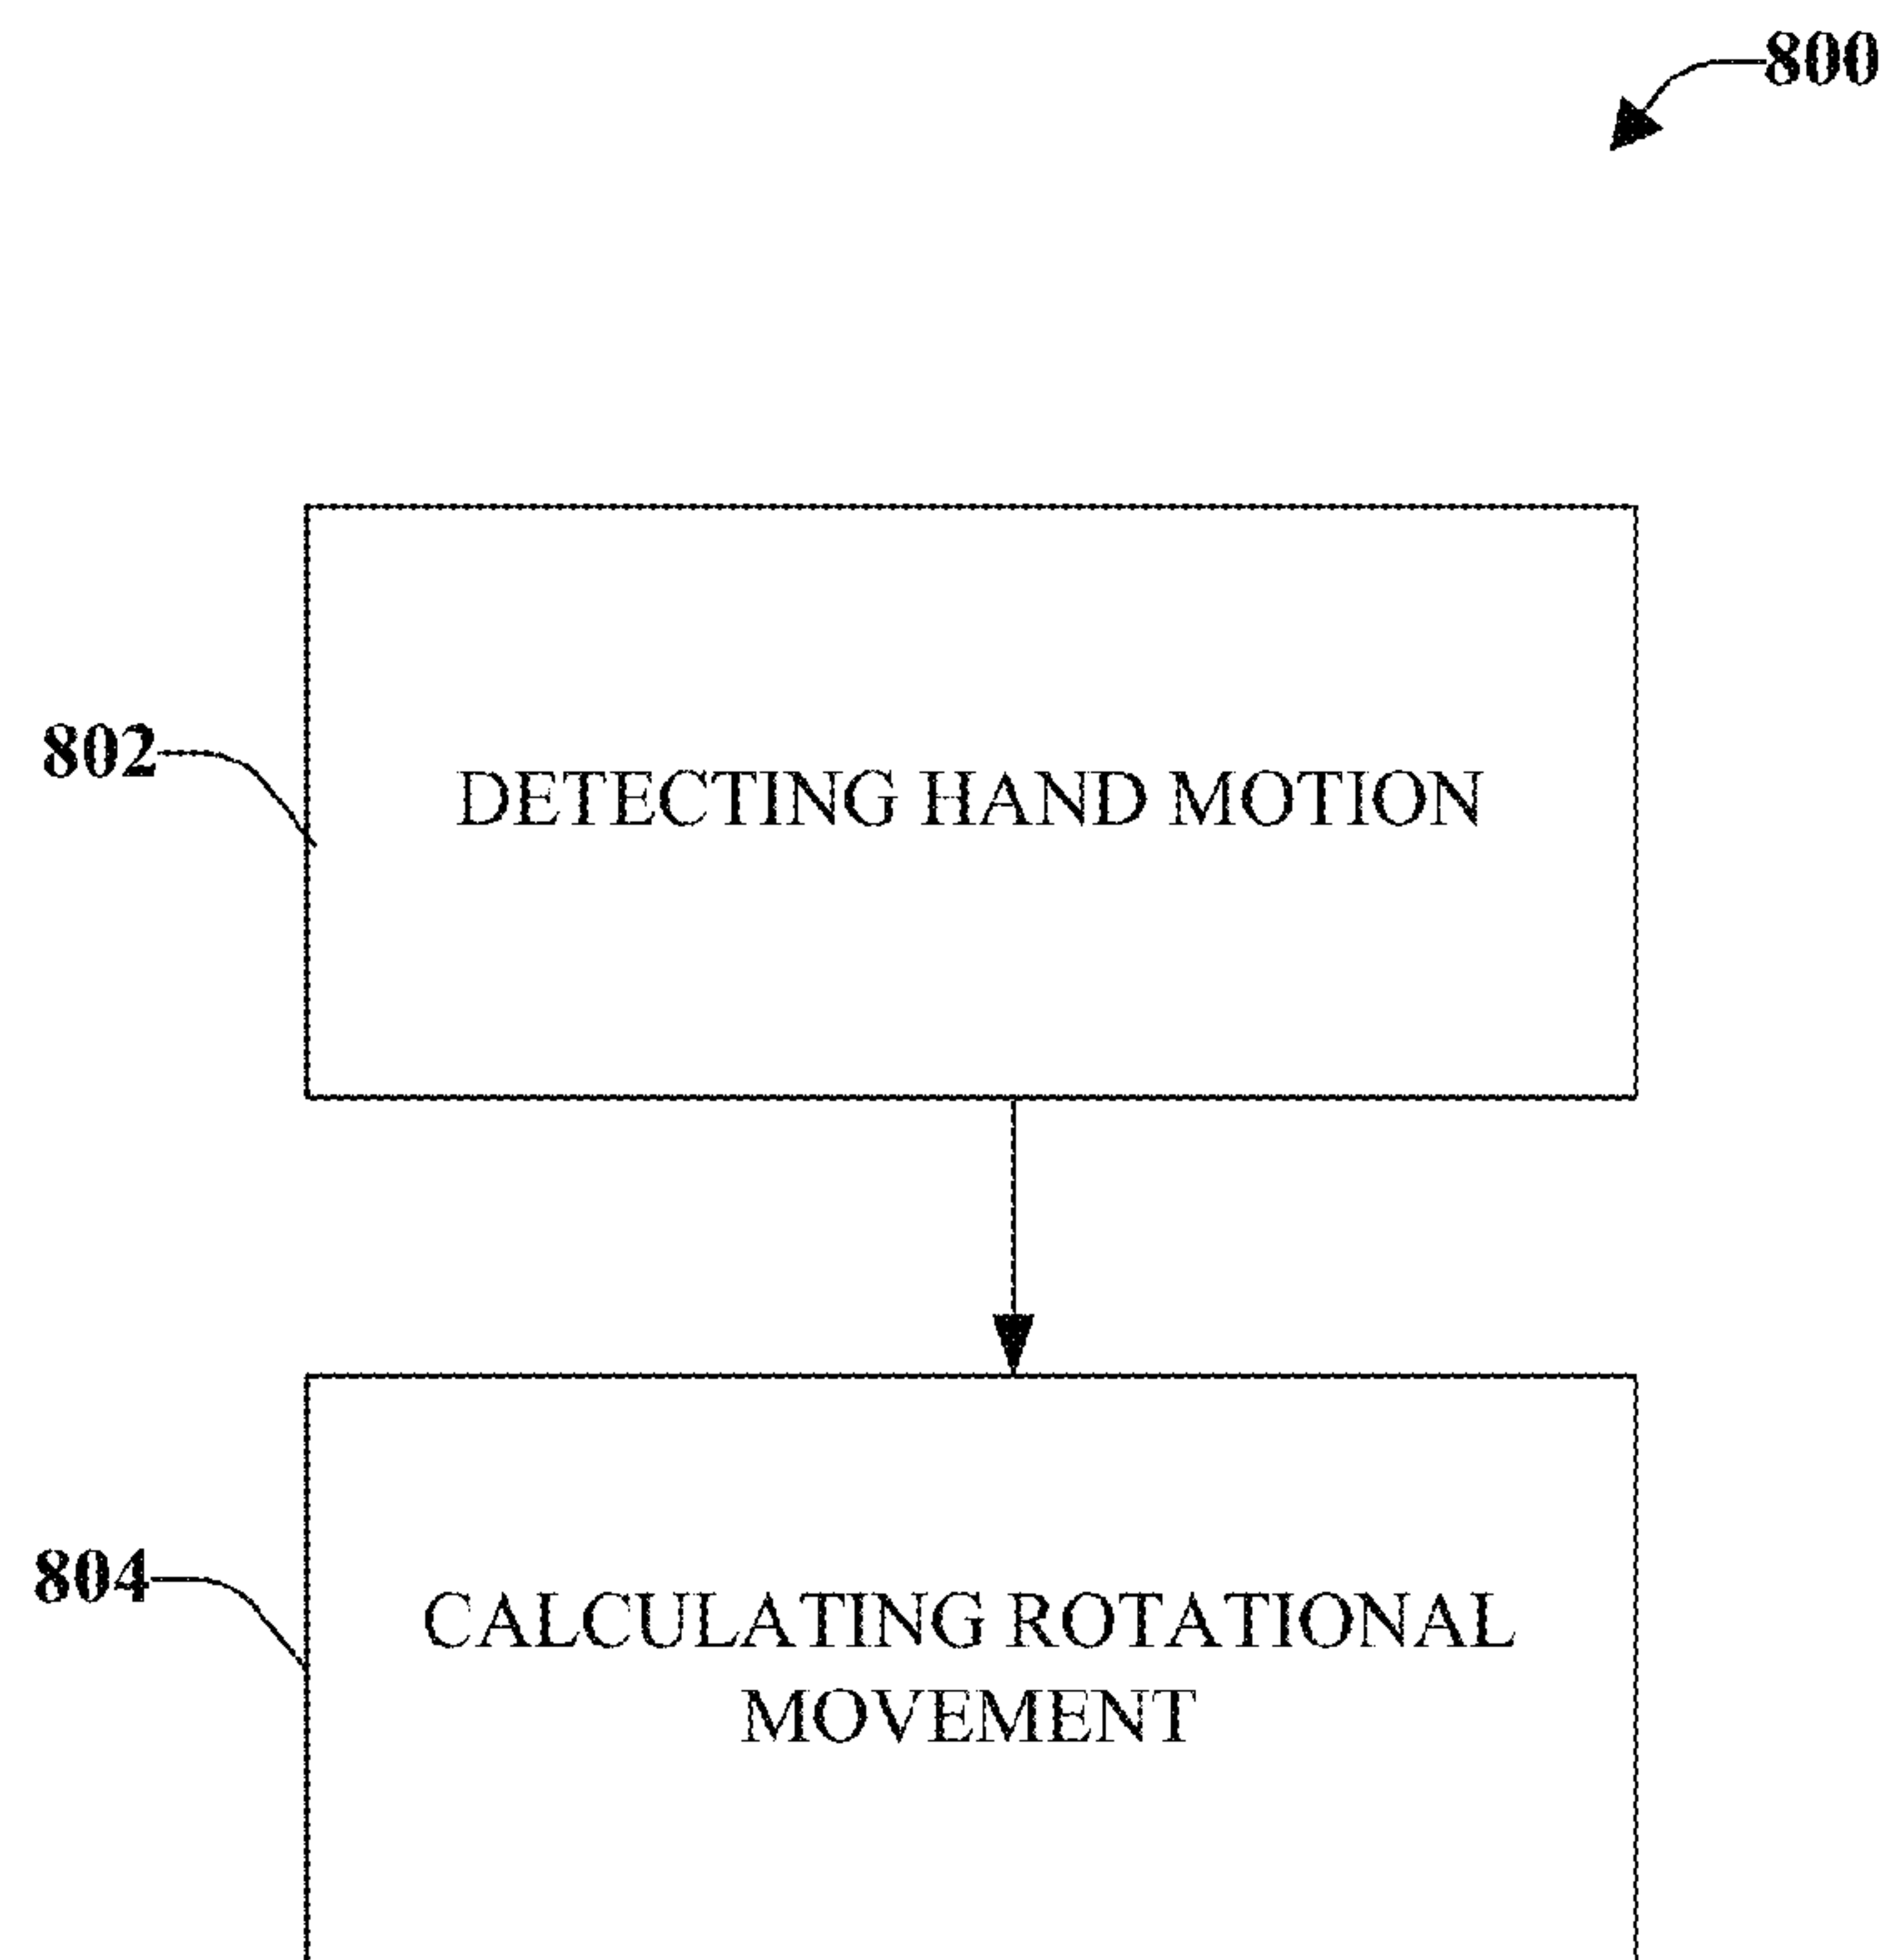 800
802
DETECTING HAND MOTION
804
CALCULATING ROTATIONAL
MOVEMENT